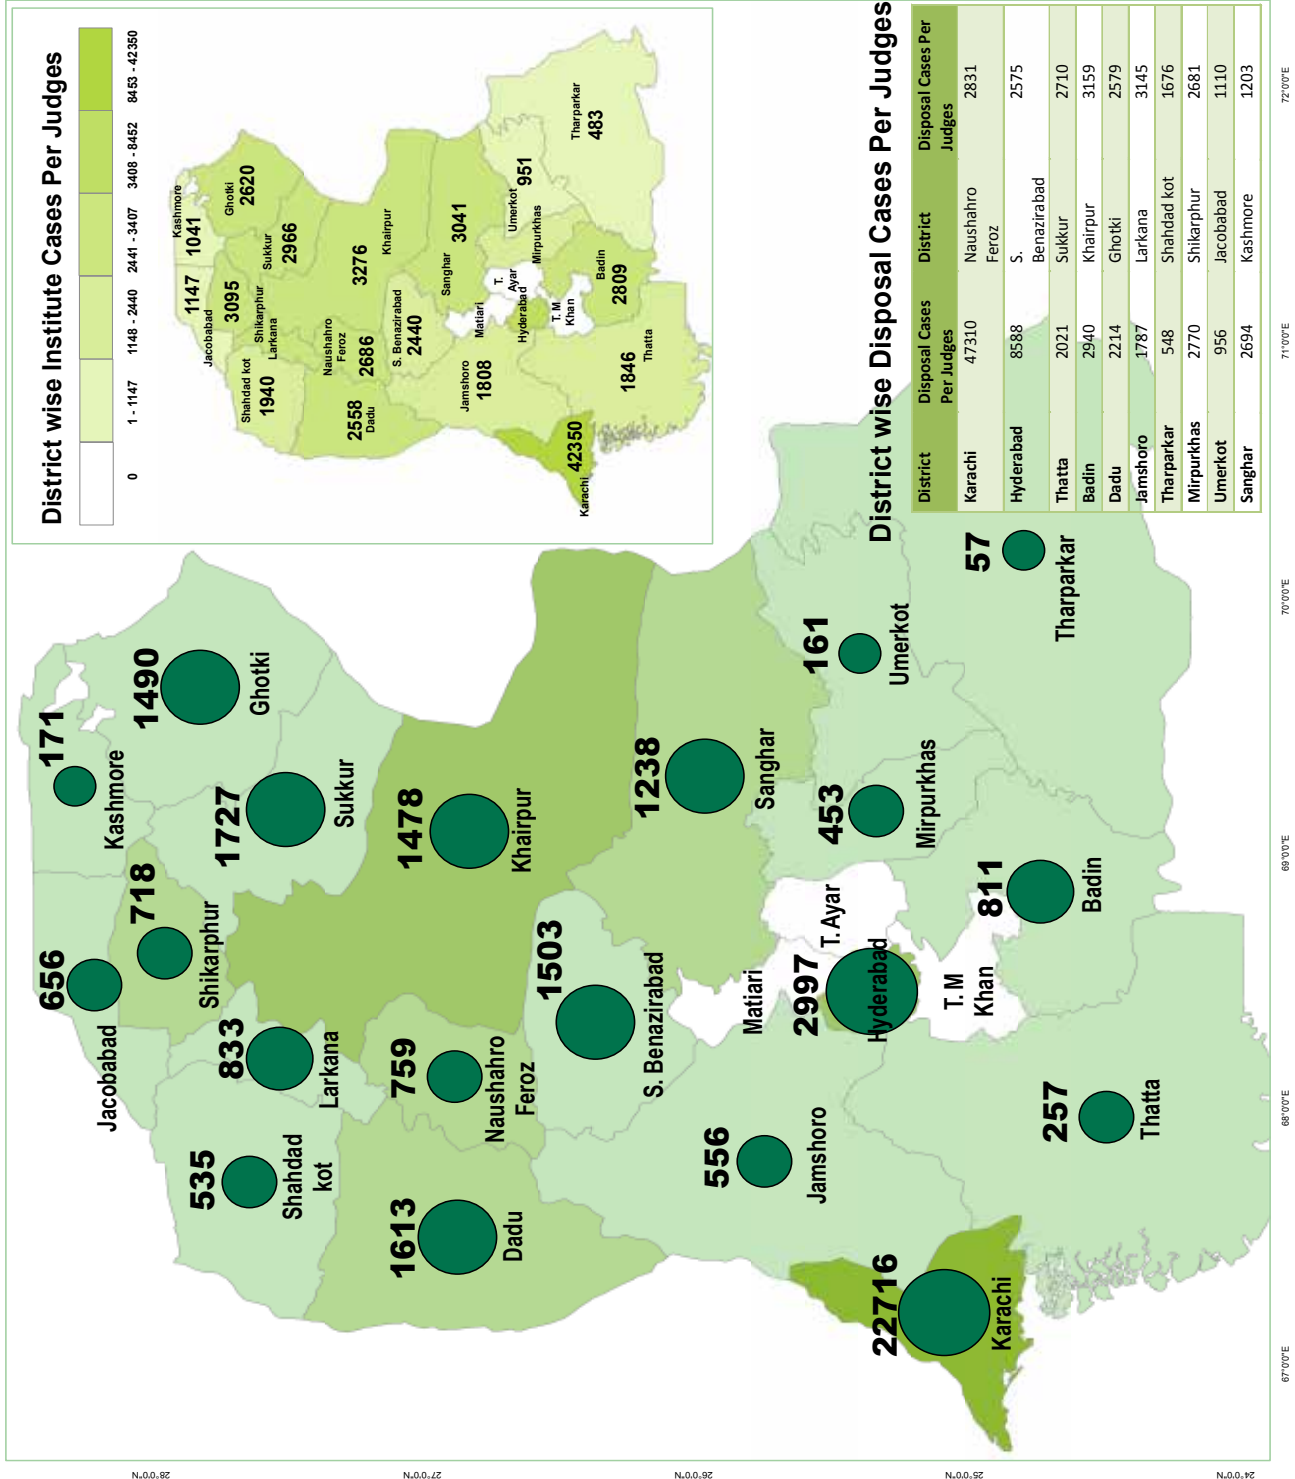 District wise Institute Cases Per Judges
0
1 - 1147
1148 - 2440
2441 - 3407
3408 - 8452
8453 - 42350
Kashmore
1041
1147
Jacobabad
Ghotki
2620
Sukkur
2966
3095
Shikarphur
Larkana
Shahdad kot
1940
3276
Khairpur
Naushahro
Feroz
2686
2558
Dadu
S. Benazirabad
2440
Sanghar
3041
Matiari
T.
Ayar
Hyderabad
T. M
Khan
Jamshoro
1808
Umerkot
951
Mirpurkhas
Tharparkar
483
Badin
2809
1846
Thatta
42350
Karachi
171
Kashmore
1490
Ghotki
656
Jacobabad
718
Shikarphur
1727
Sukkur
535
Shahdad
kot
833
Larkana
1478
Khairpur
1613
Dadu
759
Naushahro
Feroz
1503
S. Benazirabad
1238
Sanghar
556
Jamshoro
Matiari
2997
Hyderabad
T. Ayar
T. M
Khan
453
Mirpurkhas
161
Umerkot
57
Tharparkar
811
Badin
257
Thatta
22716
Karachi
District wise Disposal Cases Per Judges
District	Disposal Cases Per Judges	District	Disposal Cases Per Judges
Karachi	47310	Naushahro Feroz	2831
Hyderabad	8588	S. Benazirabad	2575
Thatta	2021	Sukkur	2710
Badin	2940	Khairpur	3159
Dadu	2214	Ghotki	2579
Jamshoro	1787	Larkana	3145
Tharparkar	548	Shahdad kot	1676
Mirpurkhas	2770	Shikarphur	2681
Umerkot	956	Jacobabad	1110
Sanghar	2694	Kashmore	1203
67°0'0"E
68°0'0"E
69°0'0"E
70°0'0"E
71°0'0"E
72°0'0"E
28°0'0"N
27°0'0"N
26°0'0"N
25°0'0"N
24°0'0"N